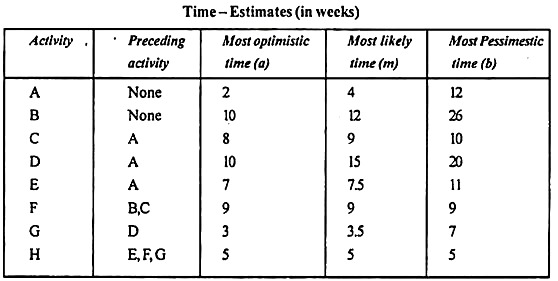 Time – Estimates (in weeks)
Activity Preceding activity Most optimistic time (a) Most likely time (m) Most Pessimestic time (b)
A None 2 4 12
B None 10 12 26
C A 8 9 10
D A 10 15 20
E A 7 7.5 11
F B,C 9 9 9
G D 3 3.5 7
H E, F, G 5 5 5